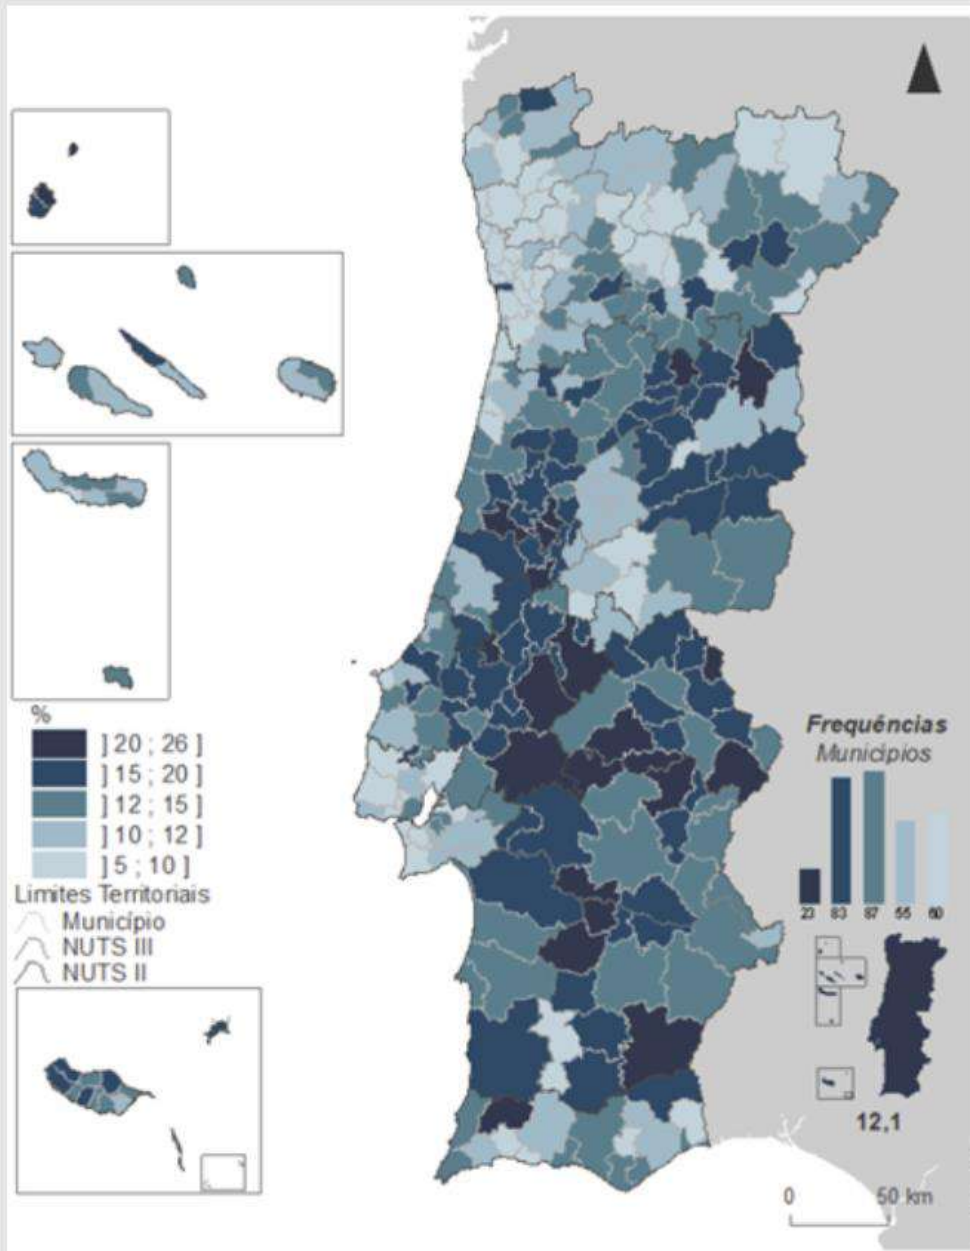 %
] 20 ; 26 ]
] 15 ; 20 ]
] 12 ; 15 ]
] 10 ; 12 ]
] 5 ; 10 ]
Limites Territoriais
Município
NUTS III
NUTS II
Frequências
Municípios
23 83 87 55 60
12,1
0 50 km